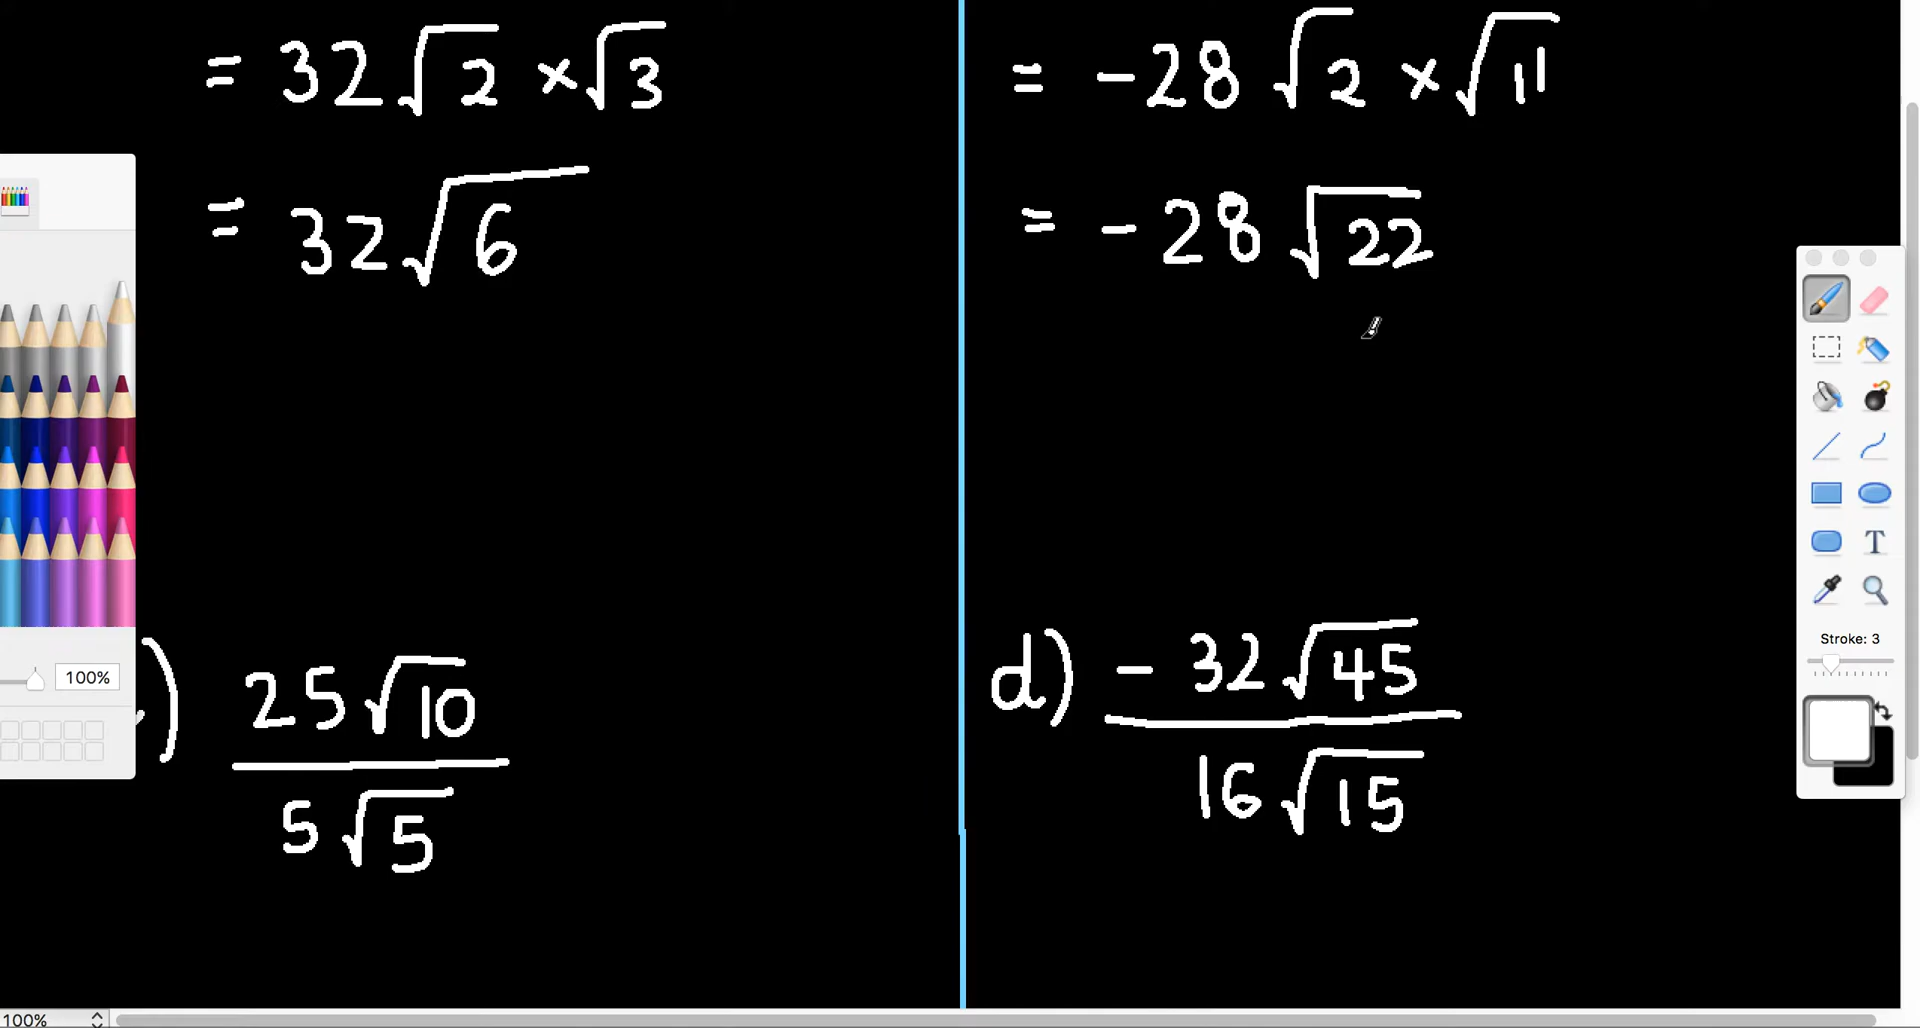 = 32√2 × √3
= 32√6
= -28√2 × √11
= -28√22
)
25√10
5√5
d)
-32√45
16√15
100%
T
Stroke: 3
100%